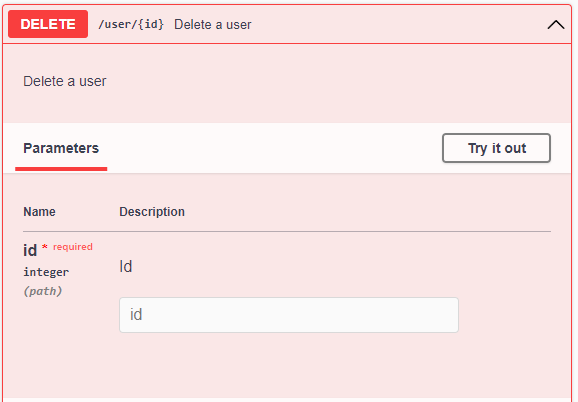 DELETE /user/{id} Delete a user
Delete a user
Parameters Try it out
Name Description
id * required
integer
(path)
Id
id